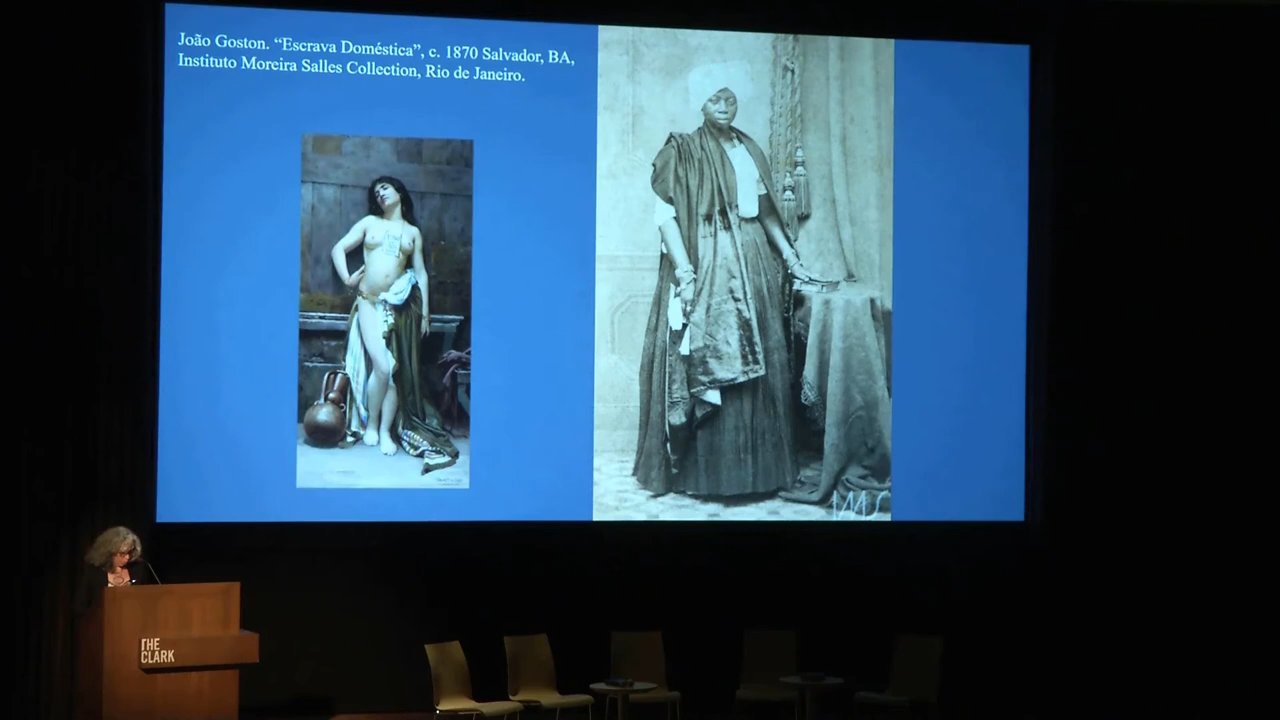 João Goston. “Escrava Doméstica”, c. 1870 Salvador, BA,
Instituto Moreira Salles Collection, Rio de Janeiro.
IMS
THE
CLARK